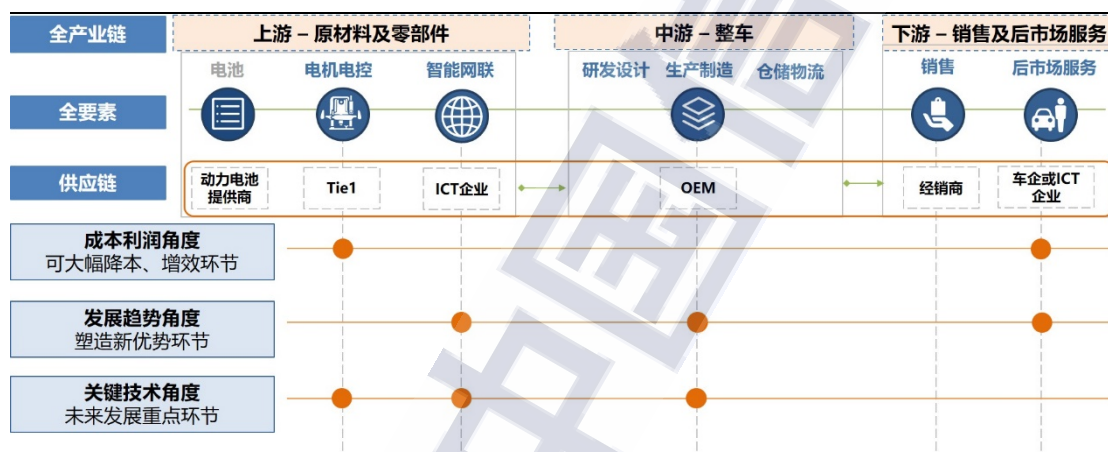 全产业链
上游 – 原材料及零部件
中游 – 整车
下游 – 销售及后市场服务
全要素
电池
电机电控
智能网联
研发设计
生产制造
仓储物流
销售
后市场服务
供应链
动力电池
提供商
Tie1
ICT企业
OEM
经销商
车企或ICT
企业
成本利润角度
可大幅降本、增效环节
发展趋势角度
塑造新优势环节
关键技术角度
未来发展重点环节
中国信